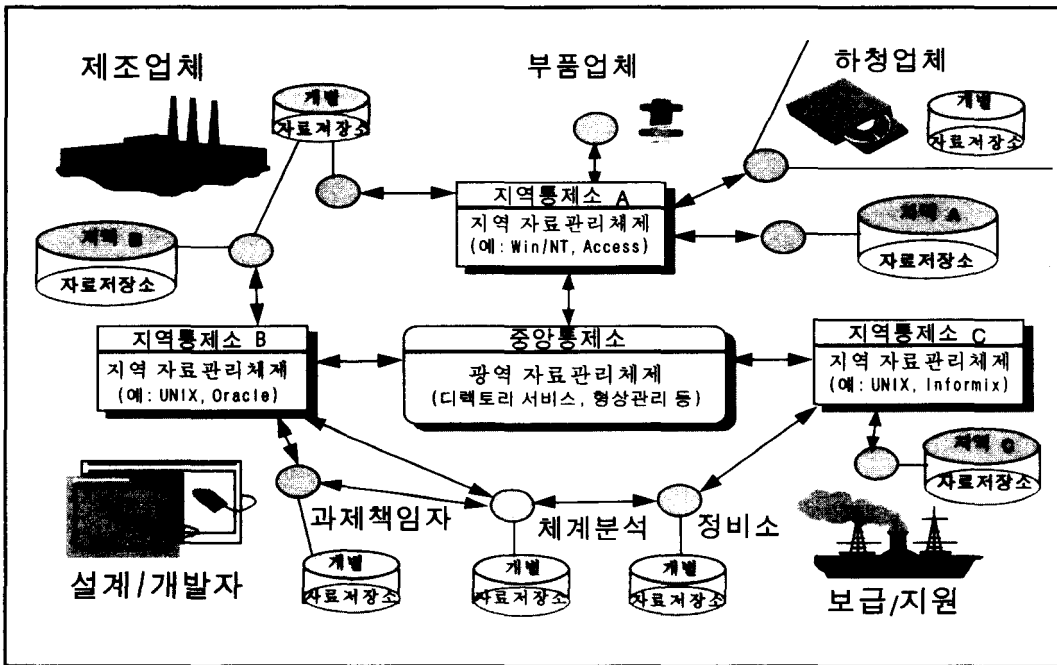 제조업체
부품업체
하청업체
개별
자료저장소
개별
자료저장소
지역통제소 A
지역 자료관리체제
(예: Win/NT, Access)
지역 A
자료저장소
지역 B
자료저장소
지역통제소 B
지역 자료관리체제
(예: UNIX, Oracle)
중앙통제소
광역 자료관리체제
(디렉토리 서비스, 형상관리 등)
지역통제소 C
지역 자료관리체제
(예: UNIX, Informix)
지역 C
자료저장소
과제책임자
체계분석
정비소
설계/개발자
개별
자료저장소
개별
자료저장소
개별
자료저장소
보급/지원